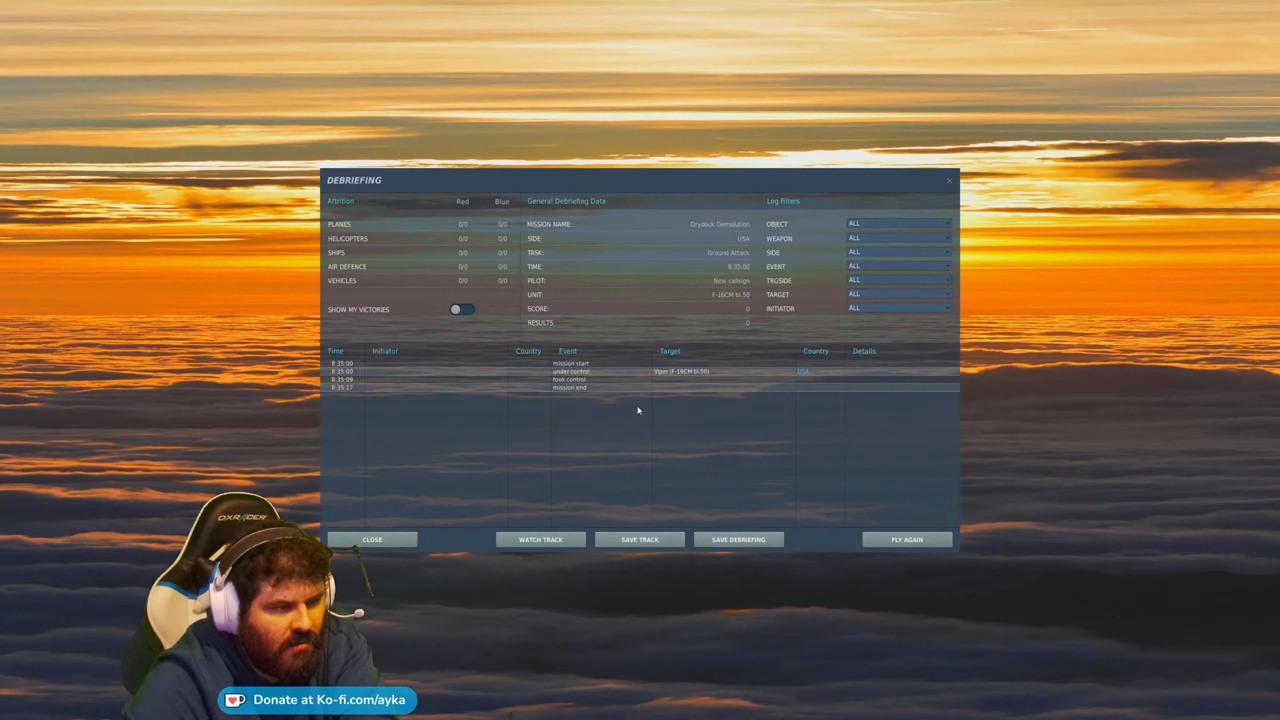 DEBRIEFING
Attrition Red Blue General Debriefing Data Log Filters
PLANES 0/0 0/0 MISSION NAME: Drydock Demolition OBJECT ALL
HELICOPTERS 0/0 0/0 SIDE: USA WEAPON ALL
SHIPS 0/0 0/0 TASK: Ground Attack SIDE ALL
AIR DEFENCE 0/0 0/0 TIME: 8:35:00 EVENT ALL
VEHICLES 0/0 0/0 PILOT: New callsign TRGSIDE ALL
UNIT: F-16CM bl.50 TARGET ALL
SHOW MY VICTORIES SCORE: 0 INITIATOR ALL
RESULTS 0
Time Initiator Country Event Target Country Details
8:35:00 mission start
8:35:00 under control Viper (F-16CM bl.50) USA
8:35:09 took control
8:35:17 mission end
CLOSE WATCH TRACK SAVE TRACK SAVE DEBRIEFING FLY AGAIN
DXRACER
Donate at Ko-fi.com/ayka